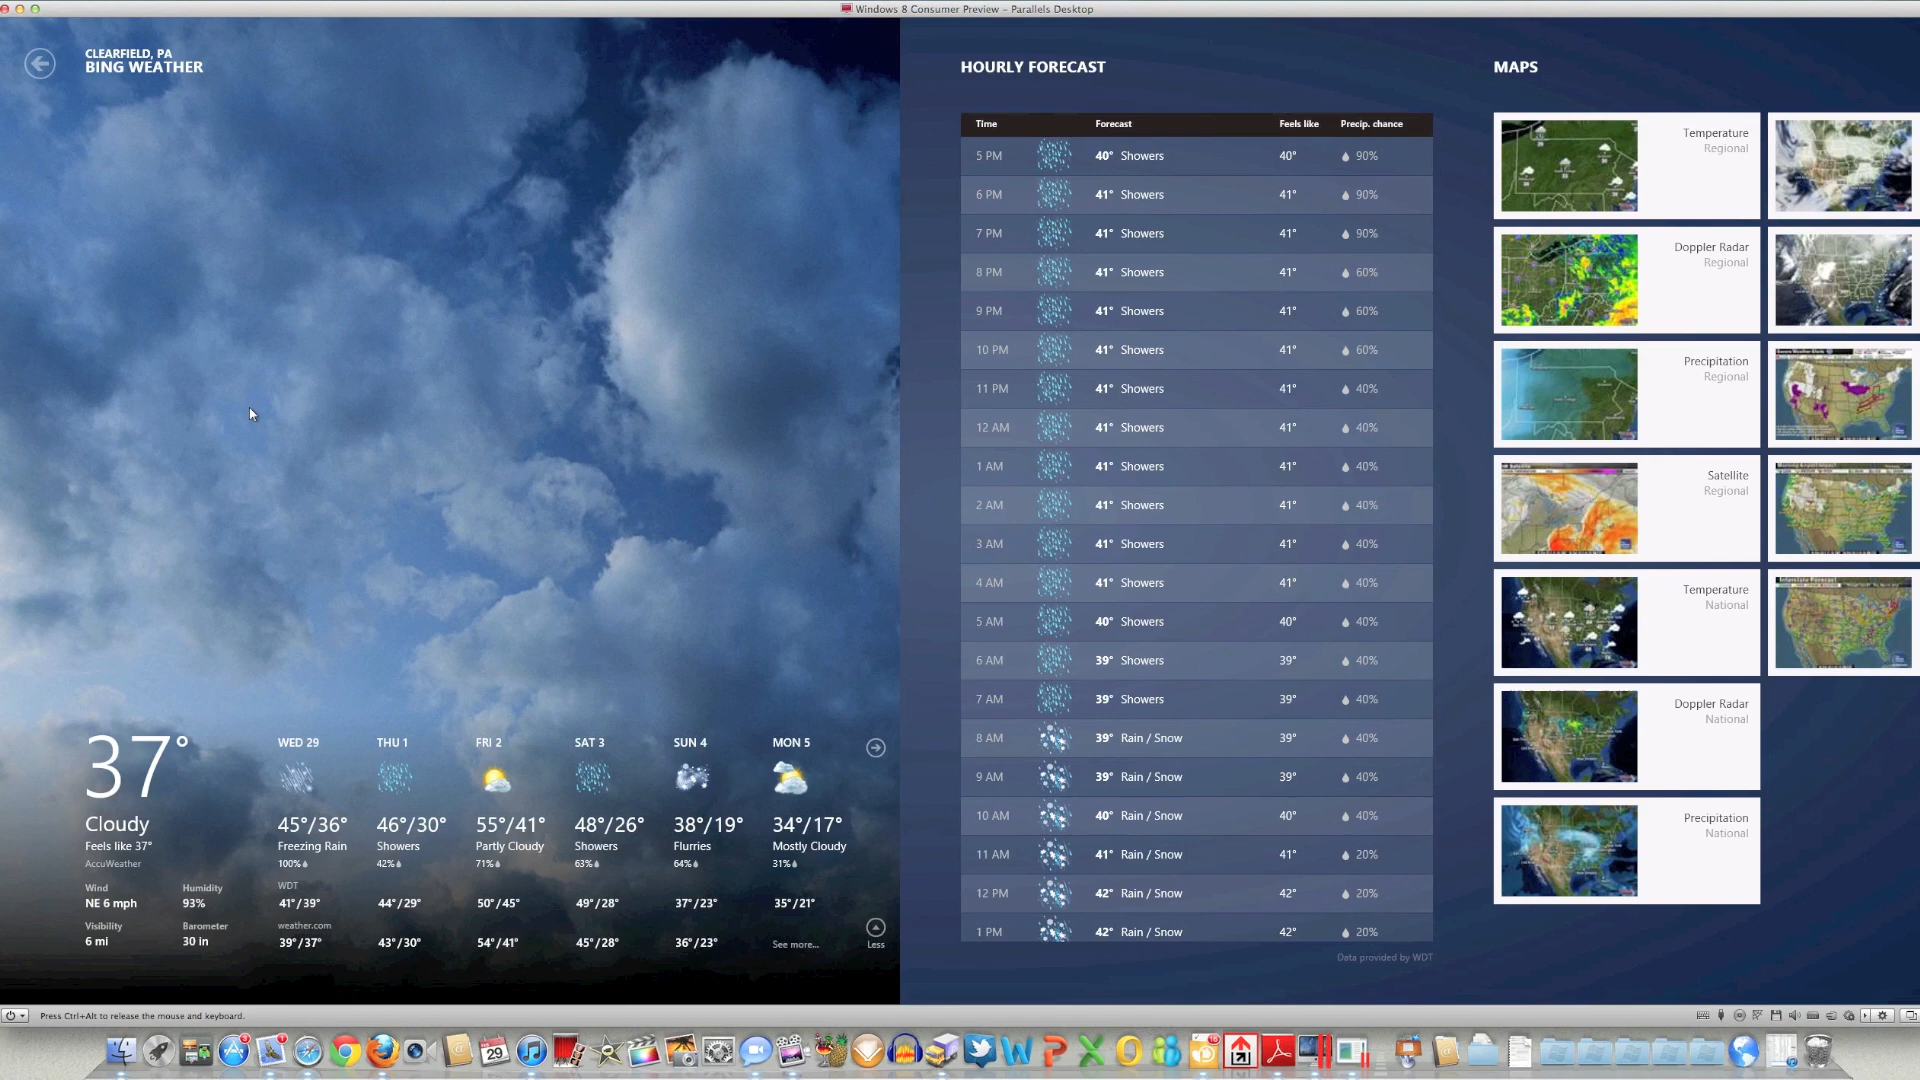 Windows 8 Consumer Preview – Parallels Desktop
CLEARFIELD, PA
BING WEATHER
37°
Cloudy
Feels like 37°
AccuWeather
Wind
NE 6 mph
Humidity
93%
Visibility
6 mi
Barometer
30 in
WED 29
45°/36°
Freezing Rain
100%
WDT
41°/39°
weather.com
39°/37°
THU 1
46°/30°
Showers
42%
44°/29°
43°/30°
FRI 2
55°/41°
Partly Cloudy
71%
50°/45°
54°/41°
SAT 3
48°/26°
Showers
63%
49°/28°
45°/28°
SUN 4
38°/19°
Flurries
64%
37°/23°
36°/23°
MON 5
34°/17°
Mostly Cloudy
31%
35°/21°
See more...
Less
HOURLY FORECAST
Time Forecast Feels like Precip. chance
5 PM 40° Showers 40° 90%
6 PM 41° Showers 41° 90%
7 PM 41° Showers 41° 90%
8 PM 41° Showers 41° 60%
9 PM 41° Showers 41° 60%
10 PM 41° Showers 41° 60%
11 PM 41° Showers 41° 40%
12 AM 41° Showers 41° 40%
1 AM 41° Showers 41° 40%
2 AM 41° Showers 41° 40%
3 AM 41° Showers 41° 40%
4 AM 41° Showers 41° 40%
5 AM 40° Showers 40° 40%
6 AM 39° Showers 39° 40%
7 AM 39° Showers 39° 40%
8 AM 39° Rain / Snow 39° 40%
9 AM 39° Rain / Snow 39° 40%
10 AM 40° Rain / Snow 40° 40%
11 AM 41° Rain / Snow 41° 20%
12 PM 42° Rain / Snow 42° 20%
1 PM 42° Rain / Snow 42° 20%
Data provided by WDT
MAPS
Temperature
Regional
Doppler Radar
Regional
Precipitation
Regional
Satellite
Regional
Temperature
National
Doppler Radar
National
Precipitation
National
Interstate Forecast
Press Ctrl+Alt to release the mouse and keyboard.
29